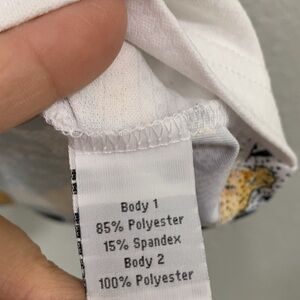 Body 1
85% Polyester
15% Spandex
Body 2
100% Polyester